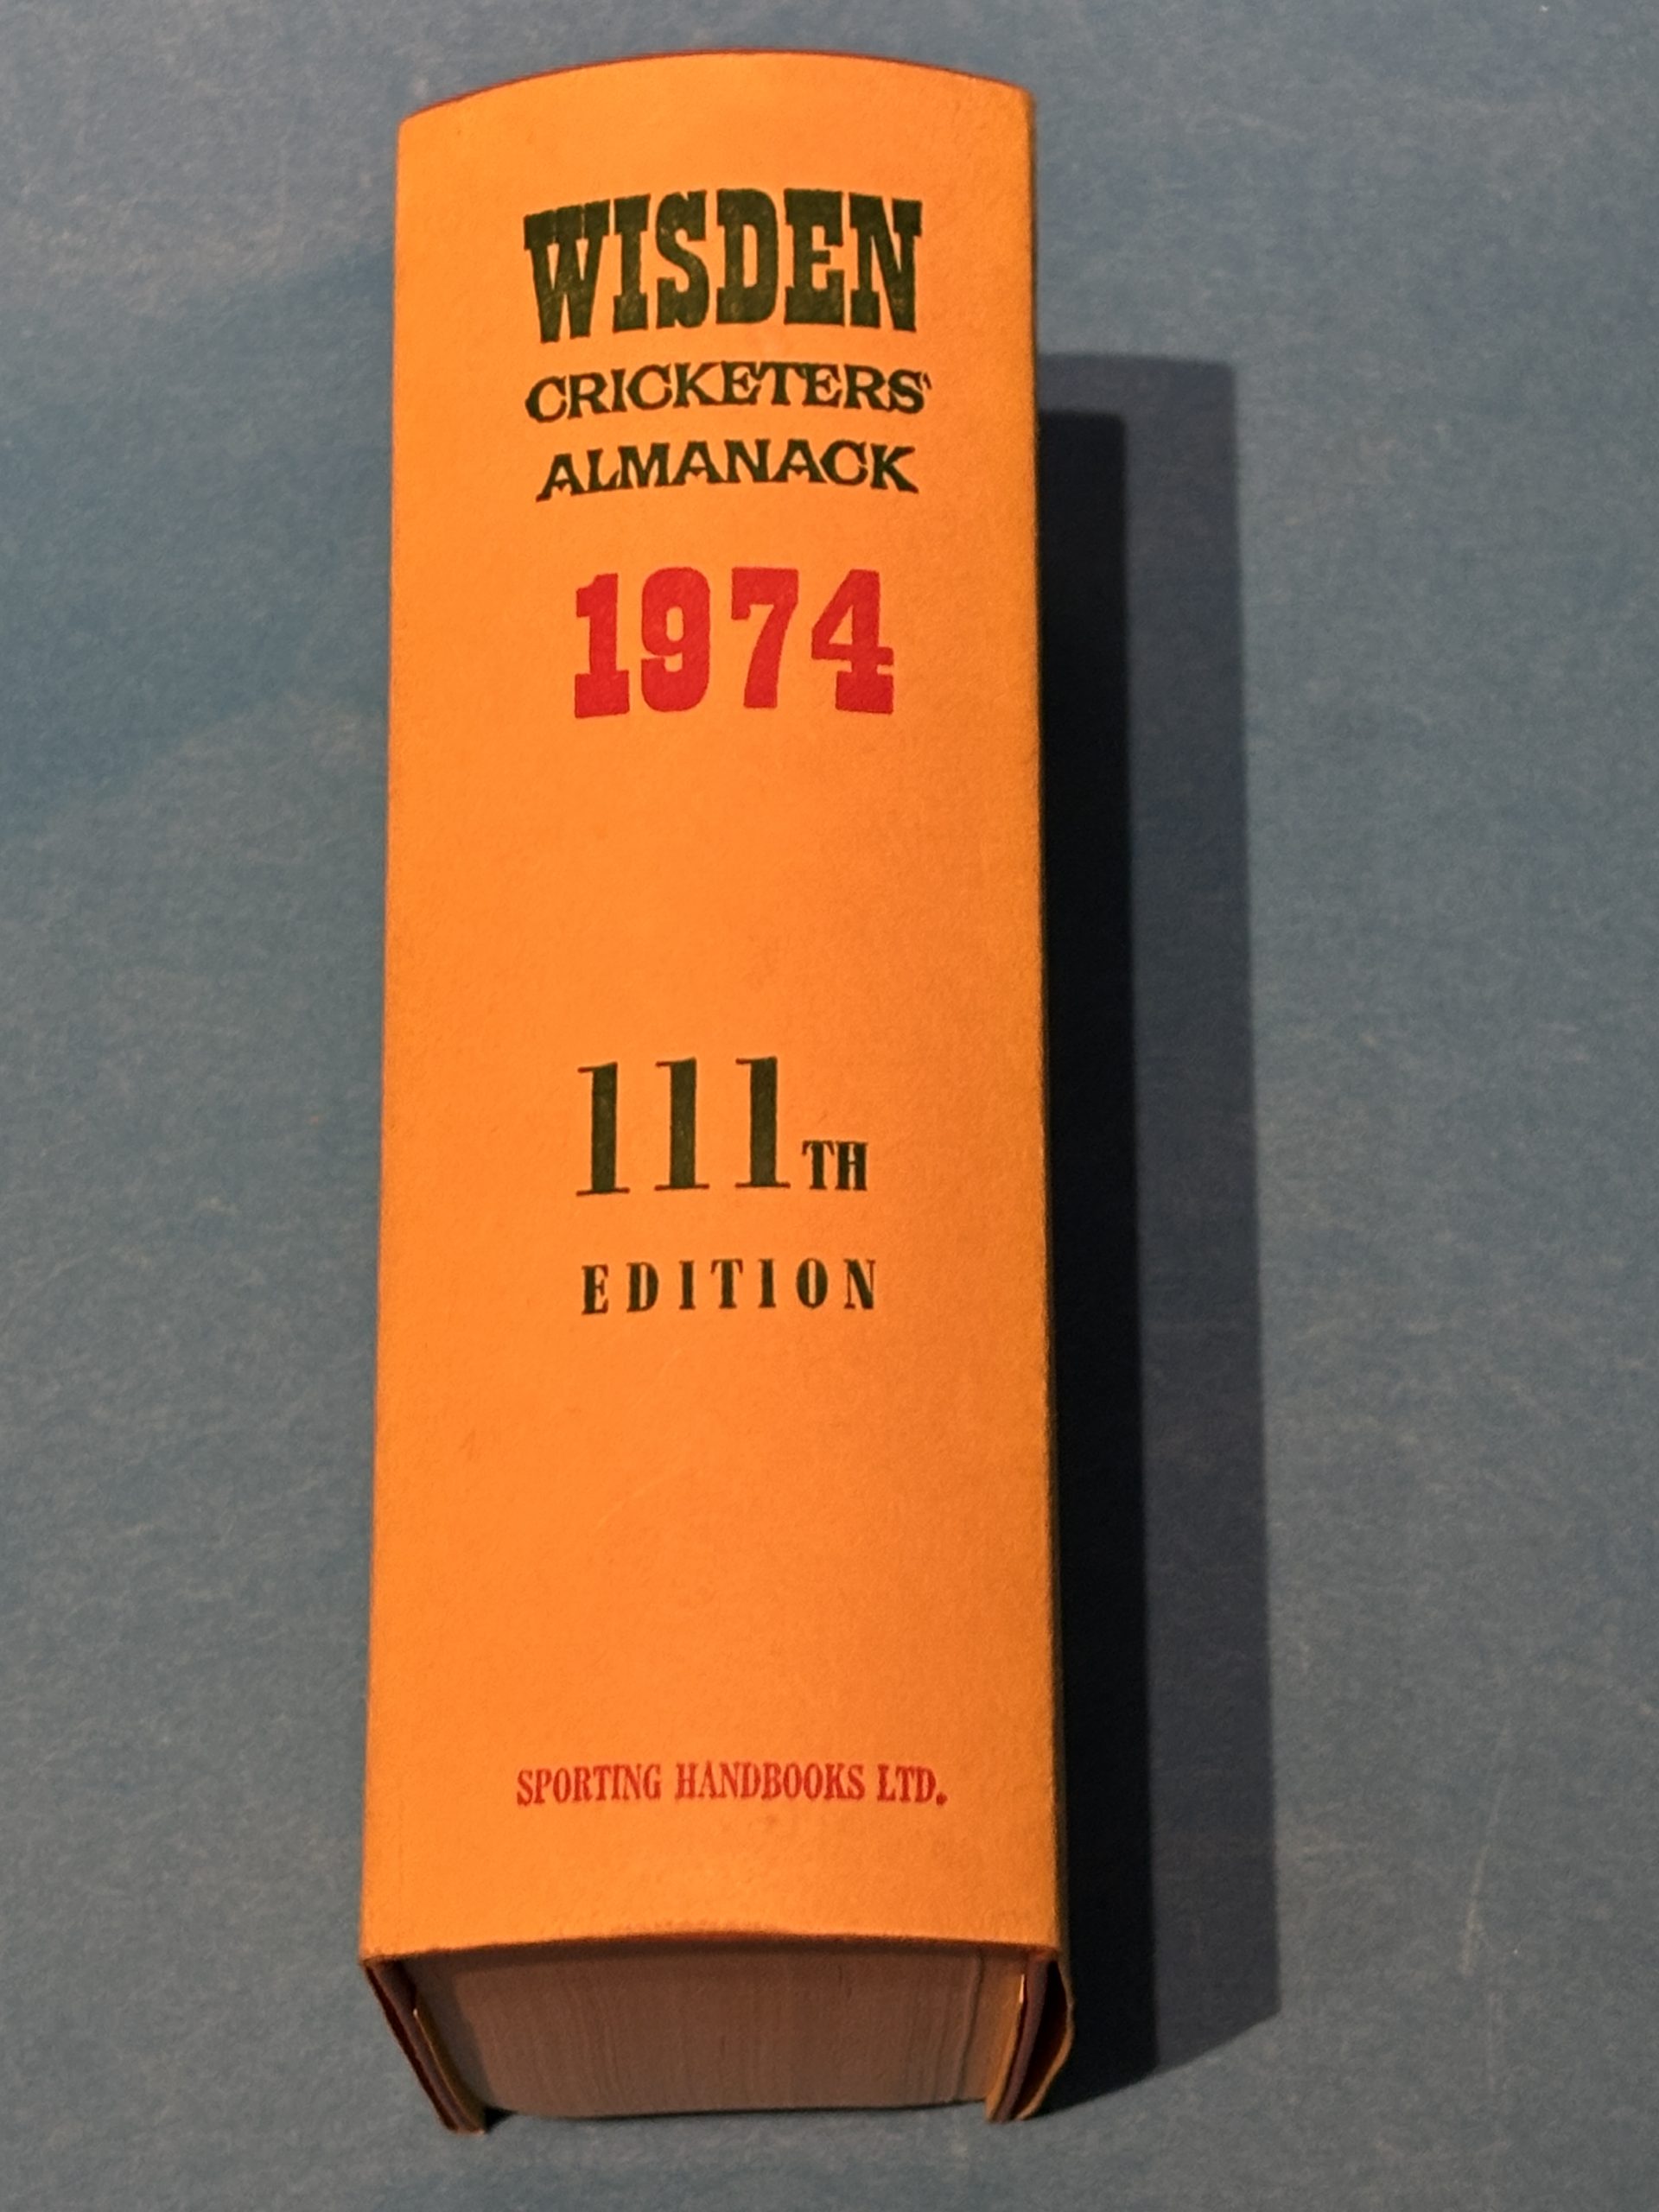 WISDEN
CRICKETERS'
ALMANACK
1974
111TH
EDITION
SPORTING HANDBOOKS LTD.